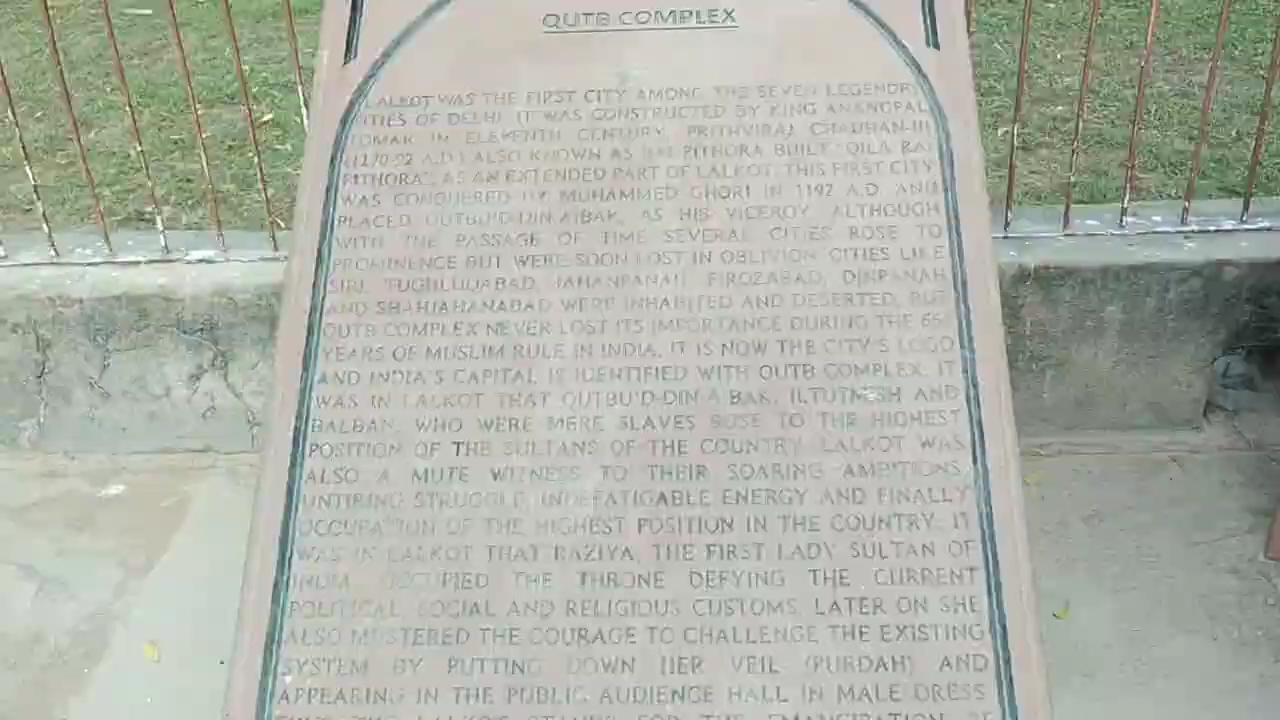 QUTB COMPLEX
LALKOT WAS THE FIRST CITY AMONG THE SEVEN LEGENDRY
CITIES OF DELHI. IT WAS CONSTRUCTED BY KING ANANGPAL
TOMAR IN ELEVENTH CENTURY. PRITHVIRAJ CHAUHAN-III
(1170-92 A.D.) ALSO KNOWN AS RAI PITHORA BUILT "QILA RAI
PITHORA", AS AN EXTENDED PART OF LALKOT. THIS FIRST CITY
WAS CONQUERED BY MUHAMMED GHORI IN 1192 A.D. AND
PLACED QUTBU'D-DIN AIBAK, AS HIS VICEROY. ALTHOUGH
WITH THE PASSAGE OF TIME SEVERAL CITIES ROSE TO
PROMINENCE BUT WERE SOON LOST IN OBLIVION. CITIES LIKE
SIRI, TUGHLUQABAD, JAHANPANAH, FIROZABAD, DINPANAH
AND SHAHJAHANABAD WERE INHABITED AND DESERTED, BUT
QUTB COMPLEX NEVER LOST ITS IMPORTANCE DURING THE
YEARS OF MUSLIM RULE IN INDIA. IT IS NOW THE CITY'S LOGO
AND INDIA'S CAPITAL IS IDENTIFIED WITH QUTB COMPLEX. IT
WAS IN LALKOT THAT QUTBU'D-DIN AIBAK, ILTUTMISH AND
BALBAN, WHO WERE MERE SLAVES ROSE TO THE HIGHEST
POSITION OF THE SULTANS OF THE COUNTRY. LALKOT WAS
ALSO A MUTE WITNESS TO THEIR SOARING AMBITIONS,
UNTIRING STRUGGLE, INDEFATIGABLE ENERGY AND FINALLY
OCCUPATION OF THE HIGHEST POSITION IN THE COUNTRY. IT
WAS IN LALKOT THAT RAZIYA, THE FIRST LADY SULTAN OF
INDIA OCCUPIED THE THRONE DEFYING THE CURRENT
POLITICAL, SOCIAL AND RELIGIOUS CUSTOMS. LATER ON SHE
ALSO MUSTERED THE COURAGE TO CHALLENGE THE EXISTING
SYSTEM BY PUTTING DOWN HER VEIL (PURDAH) AND
APPEARING IN THE PUBLIC AUDIENCE HALL IN MALE DRESS
FOR THE EMANCIPATION OF